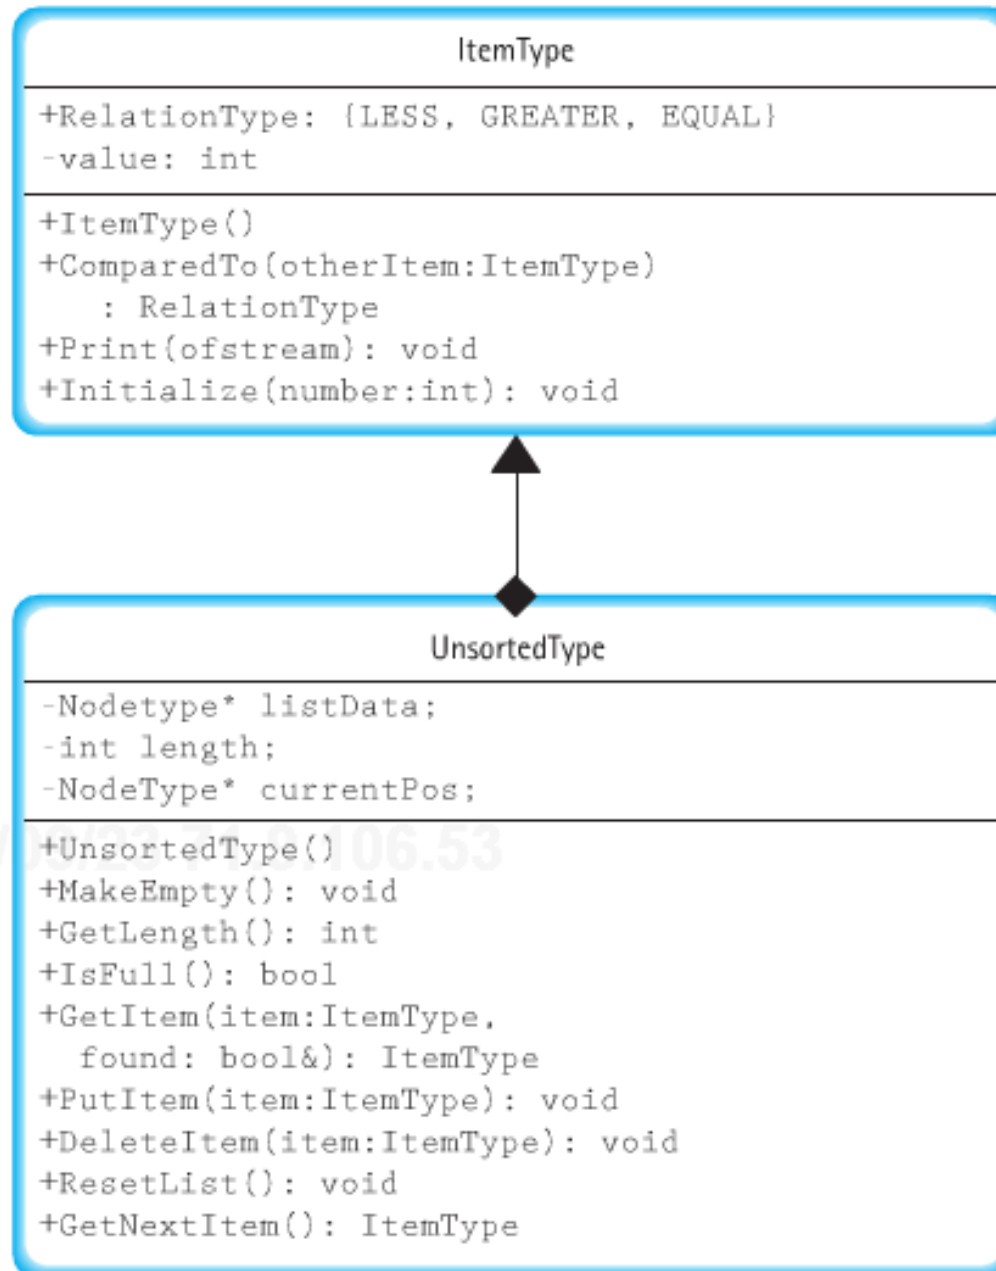 ItemType
+RelationType: {LESS, GREATER, EQUAL}
-value: int
+ItemType()
+ComparedTo(otherItem:ItemType)
: RelationType
+Print(ofstream): void
+Initialize(number:int): void
UnsortedType
-Nodetype* listData;
-int length;
-NodeType* currentPos;
+UnsortedType()
+MakeEmpty(): void
+GetLength(): int
+IsFull(): bool
+GetItem(item:ItemType,
found: bool&): ItemType
+PutItem(item:ItemType): void
+DeleteItem(item:ItemType): void
+ResetList(): void
+GetNextItem(): ItemType